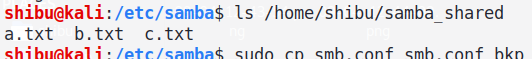 shibu@kali:/etc/samba$ ls /home/shibu/samba_shared
a.txt  b.txt  c.txt
shibu@kali:/etc/samba$ sudo cp smb.conf smb.conf bkp